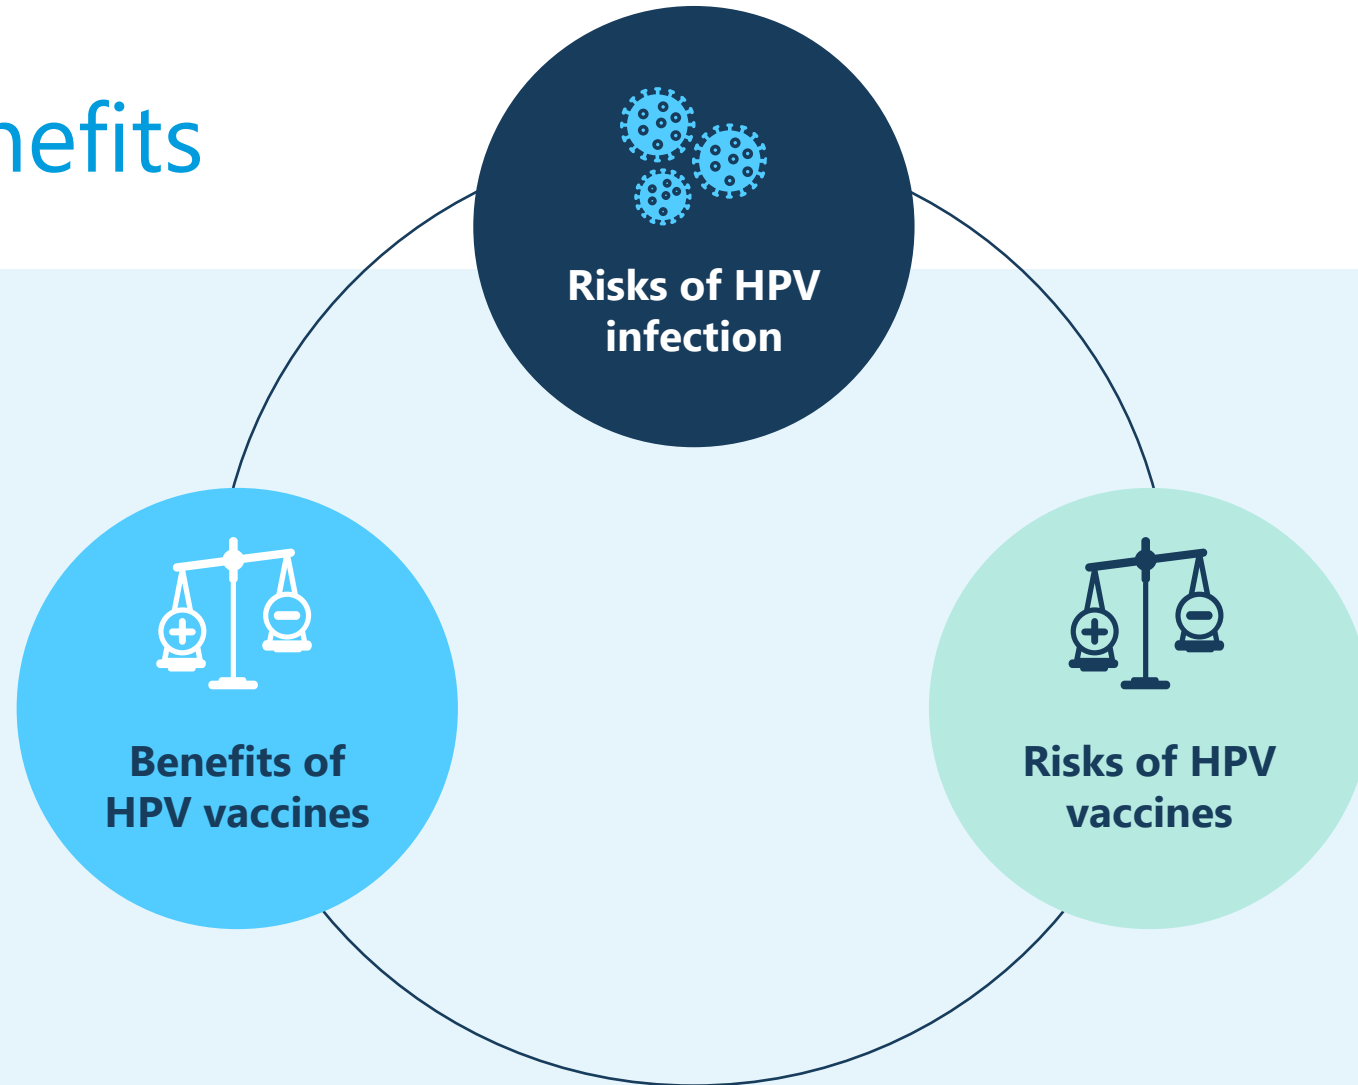 nefits
Risks of HPV
infection
Benefits of
HPV vaccines
Risks of HPV
vaccines